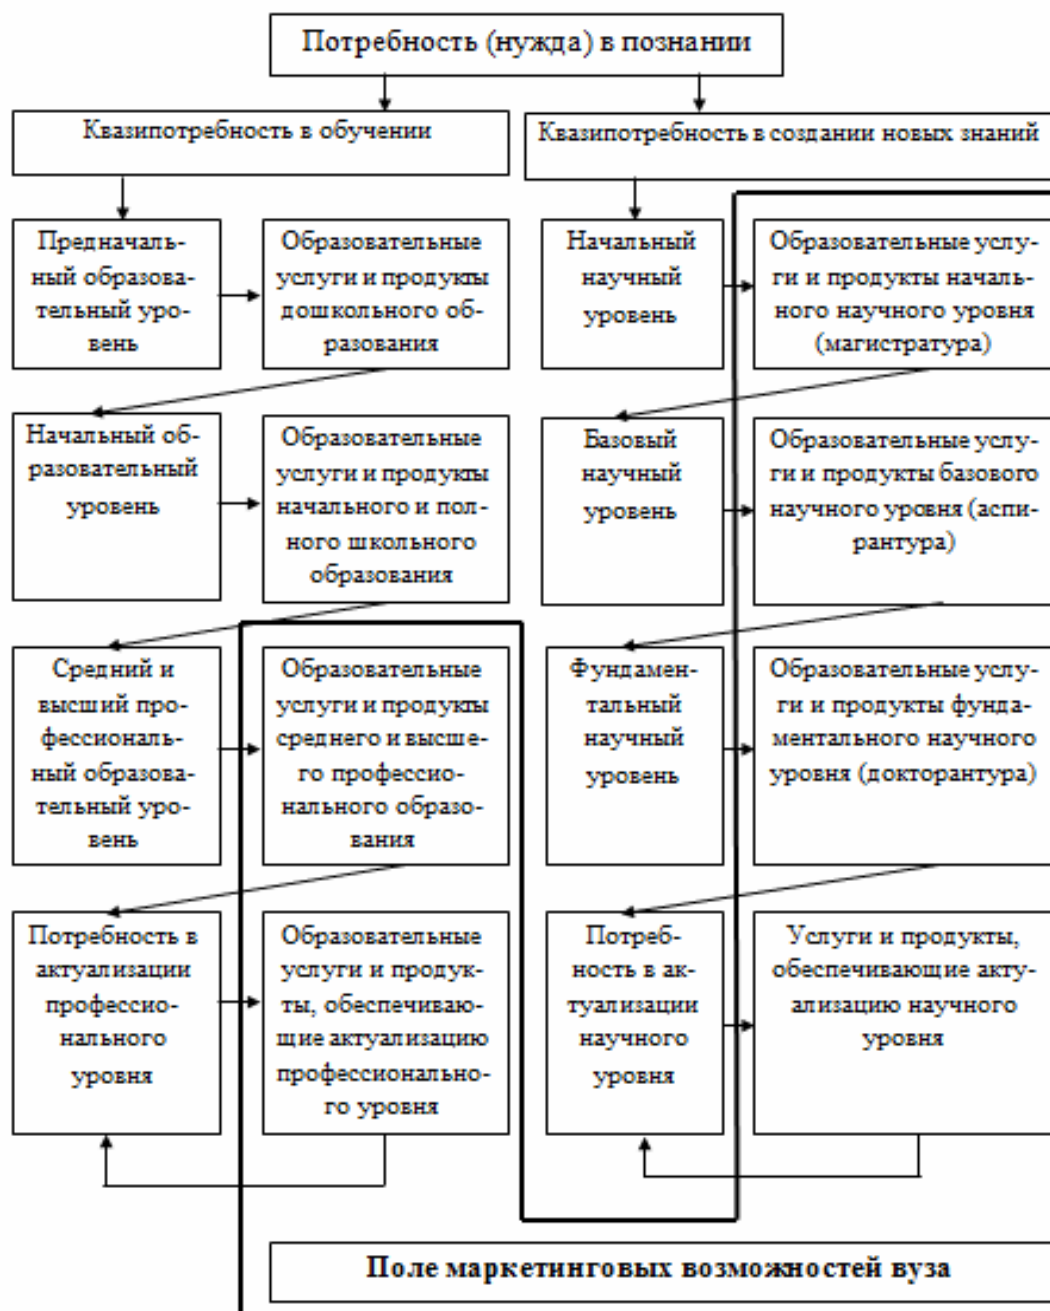 Потребность (нужда) в познании
Квазипотребность в обучении
Квазипотребность в создании новых знаний
Предначаль-
ный образова-
тельный уро-
вень
Образовательные
услуги и продукты
дошкольного об-
разования
Начальный
научный
уровень
Образовательные услу-
ги и продукты началь-
ного научного уровня
(магистратура)
Начальный об-
разовательный
уровень
Образовательные
услуги и продукты
начального и пол-
ного школьного
образования
Базовый
научный
уровень
Образовательные услу-
ги и продукты базового
научного уровня (аспи-
рантура)
Средний и
высший про-
фессиональ-
ный образова-
тельный уро-
вень
Образовательные
услуги и продукты
среднего и высше-
го профессио-
нального образо-
вания
Фундамен-
тальный
научный
уровень
Образовательные услу-
ги и продукты фунда-
ментального научного
уровня (докторантура)
Потребность в
актуализации
профессио-
нального
уровня
Образовательные
услуги и продук-
ты, обеспечиваю-
щие актуализацию
профессионально-
го уровня
Потреб-
ность в ак-
туализации
научного
уровня
Услуги и продукты,
обеспечивающие акту-
ализацию научного
уровня
Поле маркетинговых возможностей вуза